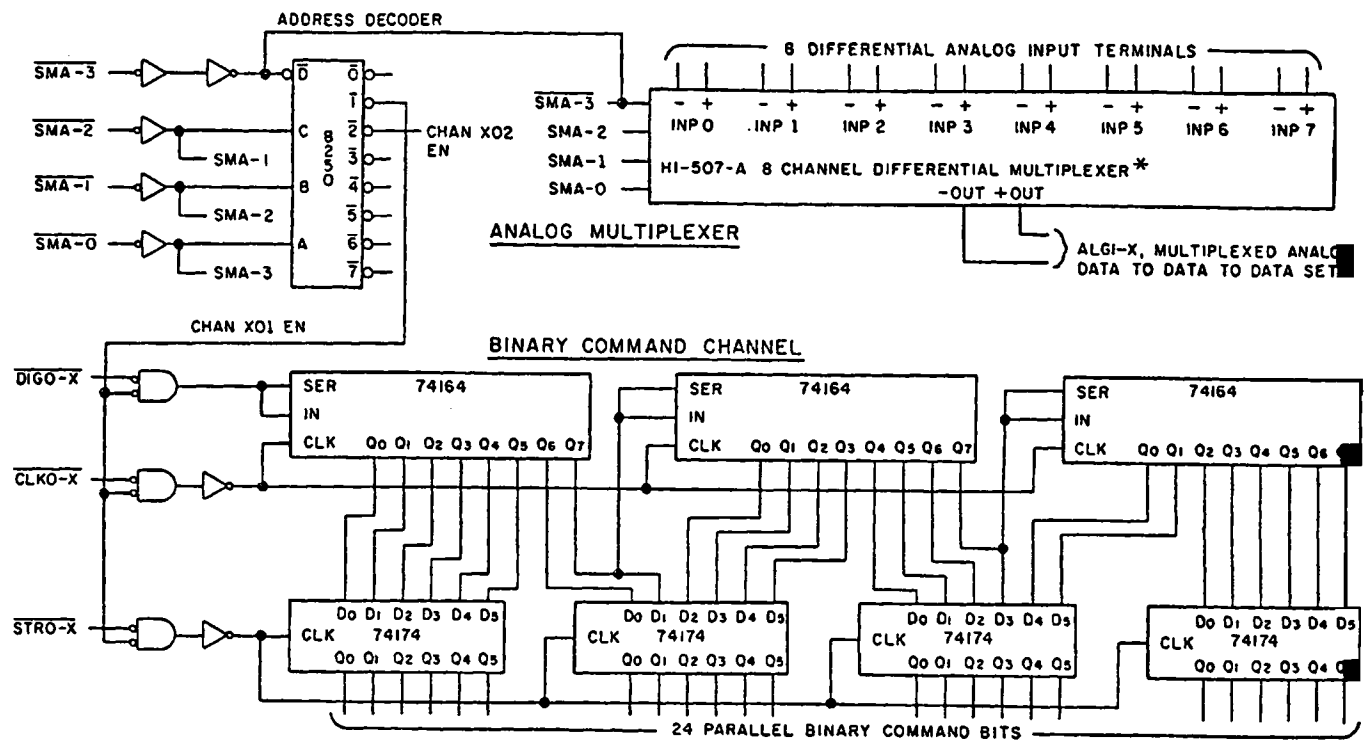 ADDRESS DECODER
8 DIFFERENTIAL ANALOG INPUT TERMINALS
SMA-3
D
0
1
C
2
3
4
B
5
6
A
7
8250
SMA-2
SMA-1
SMA-1
SMA-2
SMA-0
SMA-3
CHAN X02
EN
SMA-3
SMA-2
SMA-1
SMA-0
- + - + - + - + - + - + - + - +
INP 0 .INP 1 INP 2 INP 3 INP 4 INP 5 INP 6 INP 7
HI-507-A 8 CHANNEL DIFFERENTIAL MULTIPLEXER*
-OUT +OUT
ANALOG MULTIPLEXER
ALGI-X, MULTIPLEXED ANALC
DATA TO DATA TO DATA SET
CHAN X01 EN
BINARY COMMAND CHANNEL
DIGO-X
CLKO-X
STRO-X
SER 74164
IN
CLK Q0 Q1 Q2 Q3 Q4 Q5 Q6 Q7
SER 74164
IN
CLK Q0 Q1 Q2 Q3 Q4 Q5 Q6 Q7
SER 74164
IN
CLK Q0 Q1 Q2 Q3 Q4 Q5 Q6
D0 D1 D2 D3 D4 D5
CLK 74174
Q0 Q1 Q2 Q3 Q4 Q5
D0 D1 D2 D3 D4 D5
CLK 74174
Q0 Q1 Q2 Q3 Q4 Q5
D0 D1 D2 D3 D4 D5
CLK 74174
Q0 Q1 Q2 Q3 Q4 Q5
D0 D1 D2 D3 D4 D5
CLK 74174
Q0 Q1 Q2 Q3 Q4
24 PARALLEL BINARY COMMAND BITS